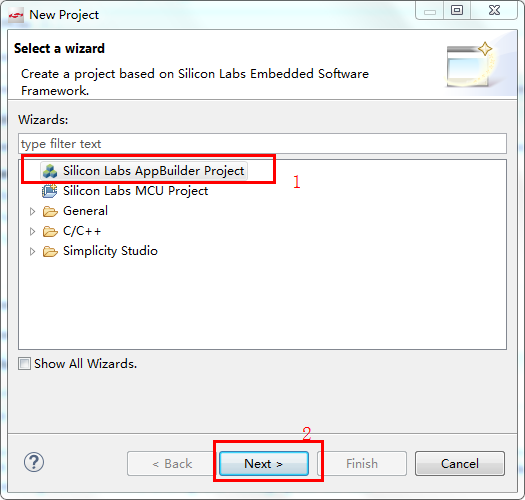 New Project
Select a wizard
Create a project based on Silicon Labs Embedded Software
Framework.
Wizards:
type filter text
Silicon Labs AppBuilder Project
1
Silicon Labs MCU Project
General
C/C++
Simplicity Studio
Show All Wizards.
2
? < Back Next > Finish Cancel